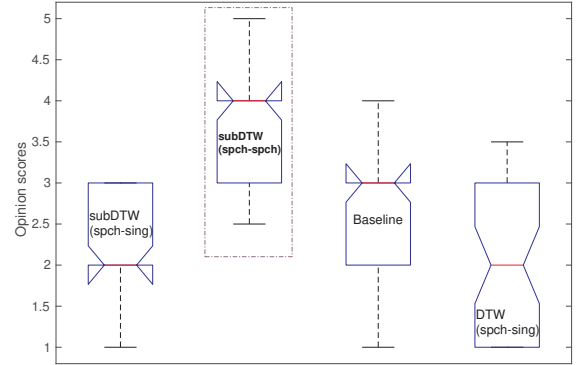 Opinion scores
5
4.5
4
3.5
3
2.5
2
1.5
1
subDTW
(spch-sing)
subDTW
(spch-spch)
Baseline
DTW
(spch-sing)